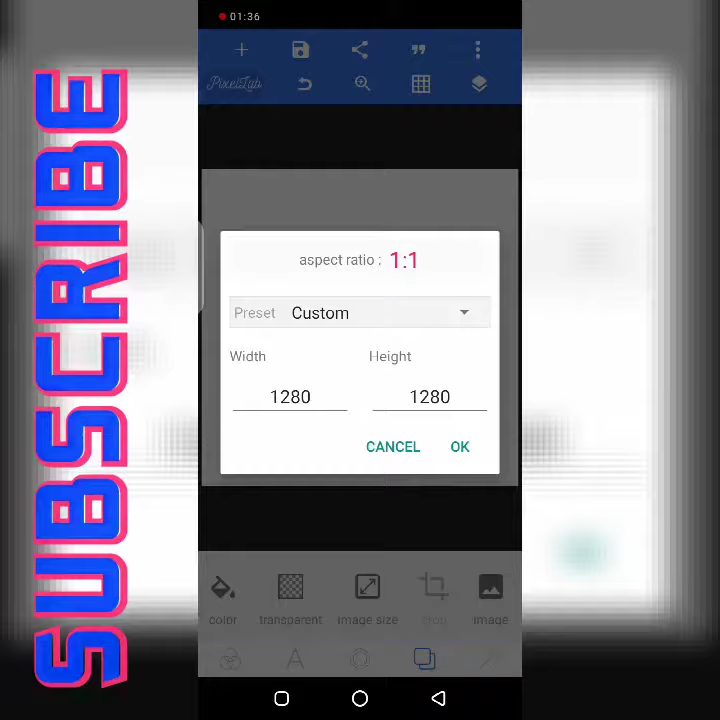 SUBSCRIBE
01:36
PixelLab
aspect ratio : 1:1
Preset Custom
Width Height
1280 1280
CANCEL OK
color transparent image size crop image